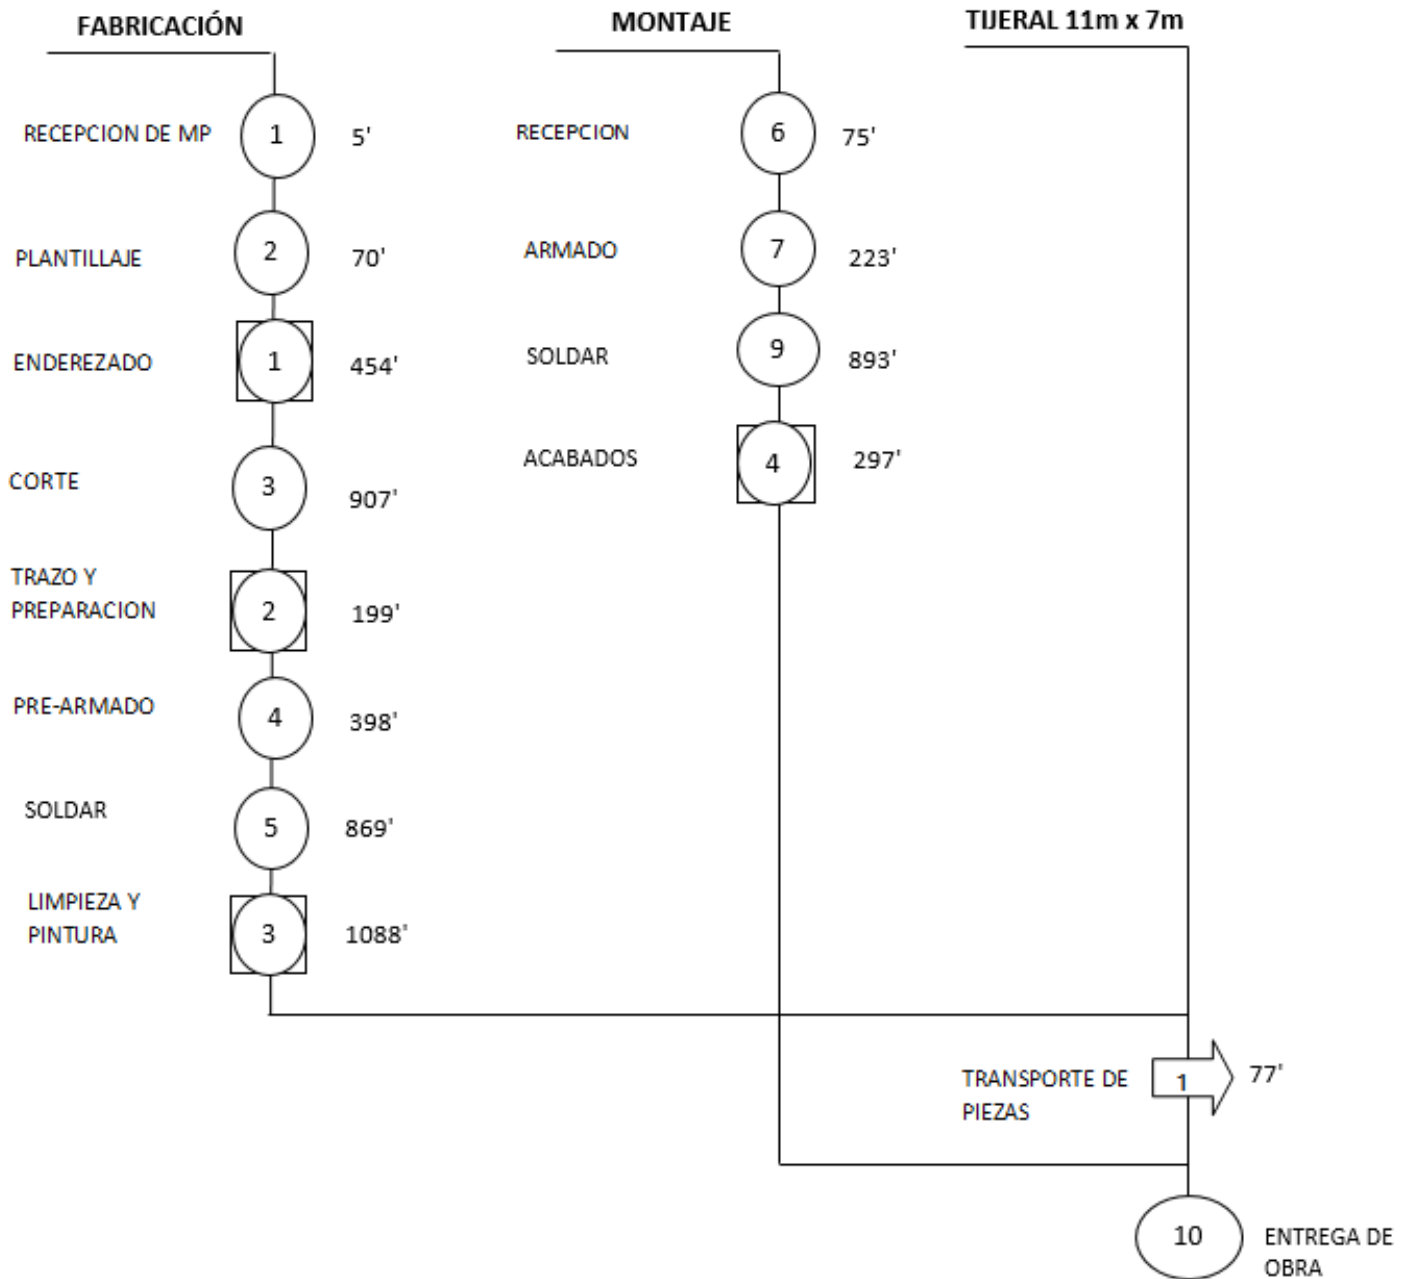 FABRICACIÓN
RECEPCION DE MP
1
5'
PLANTILLAJE
2
70'
ENDEREZADO
1
454'
CORTE
3
907'
TRAZO Y
PREPARACION
2
199'
PRE-ARMADO
4
398'
SOLDAR
5
869'
LIMPIEZA Y
PINTURA
3
1088'
MONTAJE
RECEPCION
6
75'
ARMADO
7
223'
SOLDAR
9
893'
ACABADOS
4
297'
TIJERAL 11m x 7m
TRANSPORTE DE
PIEZAS
1
77'
10
ENTREGA DE
OBRA